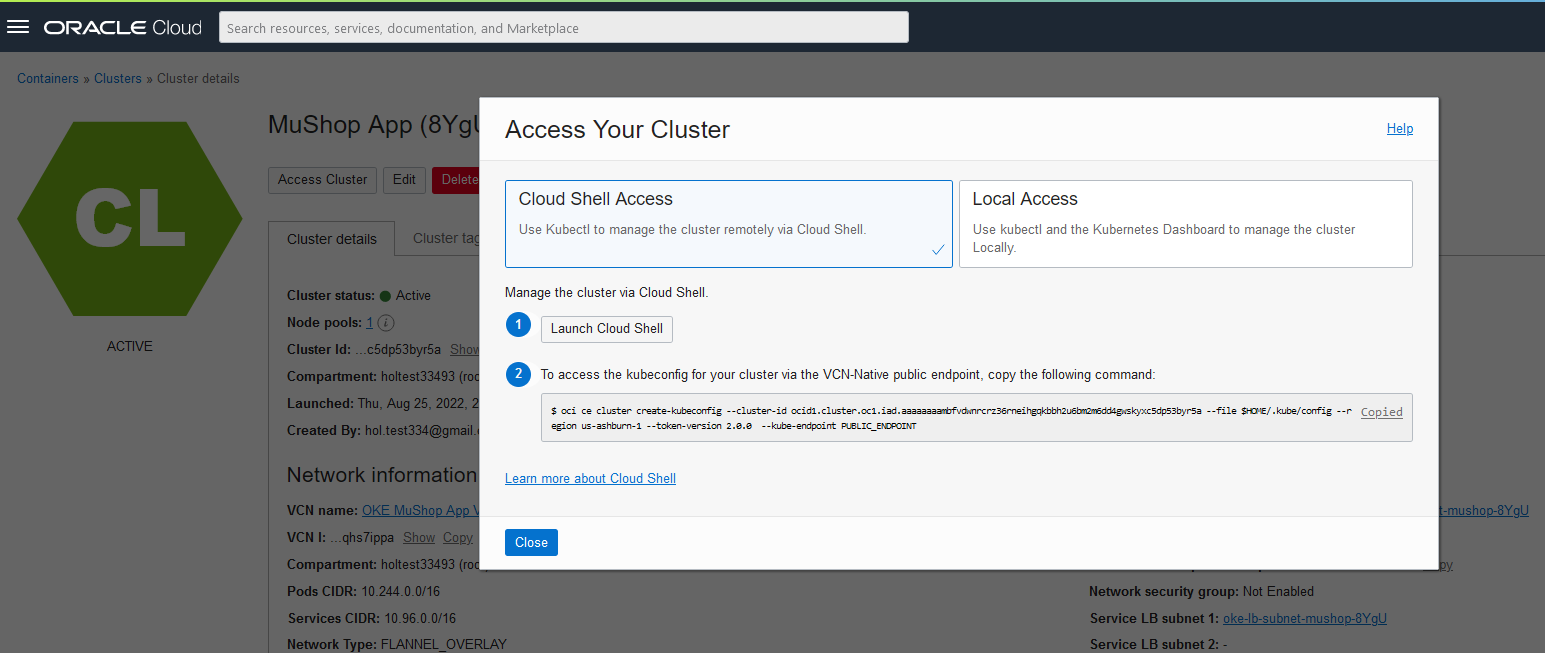 ORACLE Cloud
Search resources, services, documentation, and Marketplace
Containers » Clusters » Cluster details
CL
ACTIVE
MuShop App (8YgU
Access Cluster Edit Delete
Cluster details Cluster tag
Cluster status: Active
Node pools: 1 i
Cluster Id: ...c5dp53byr5a Show
Compartment: holtest33493 (roo
Launched: Thu, Aug 25, 2022, 2
Created By: hol.test334@gmail.
Network information
VCN name: OKE MuShop App V
VCN I: ...qhs7ippa Show Copy
Compartment: holtest33493 (roo
Pods CIDR: 10.244.0.0/16
Services CIDR: 10.96.0.0/16
Network Type: FLANNEL_OVERLAY
Access Your Cluster
Help
Cloud Shell Access
Use Kubectl to manage the cluster remotely via Cloud Shell.
Local Access
Use kubectl and the Kubernetes Dashboard to manage the cluster
Locally.
Manage the cluster via Cloud Shell.
1 Launch Cloud Shell
2 To access the kubeconfig for your cluster via the VCN-Native public endpoint, copy the following command:
$ oci ce cluster create-kubeconfig --cluster-id ocid1.cluster.oc1.iad.aaaaaaaambfvdwnrcrz36rneihgqkbbh2u6bm2m6dd4gwskyxc5dp53byr5a --file $HOME/.kube/config --r
egion us-ashburn-1 --token-version 2.0.0 --kube-endpoint PUBLIC_ENDPOINT
Copied
Learn more about Cloud Shell
Close
t-mushop-8YgU
py
Network security group: Not Enabled
Service LB subnet 1: oke-lb-subnet-mushop-8YgU
Service LB subnet 2: -